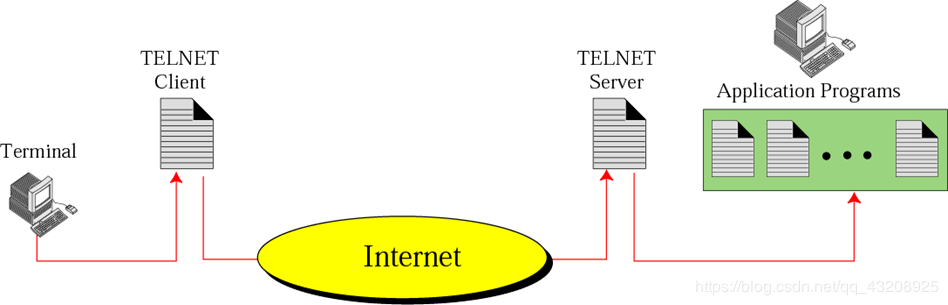 TELNET
Client
TELNET
Server
Application Programs
Terminal
Internet
https://blog.csdn.net/qq_43208925